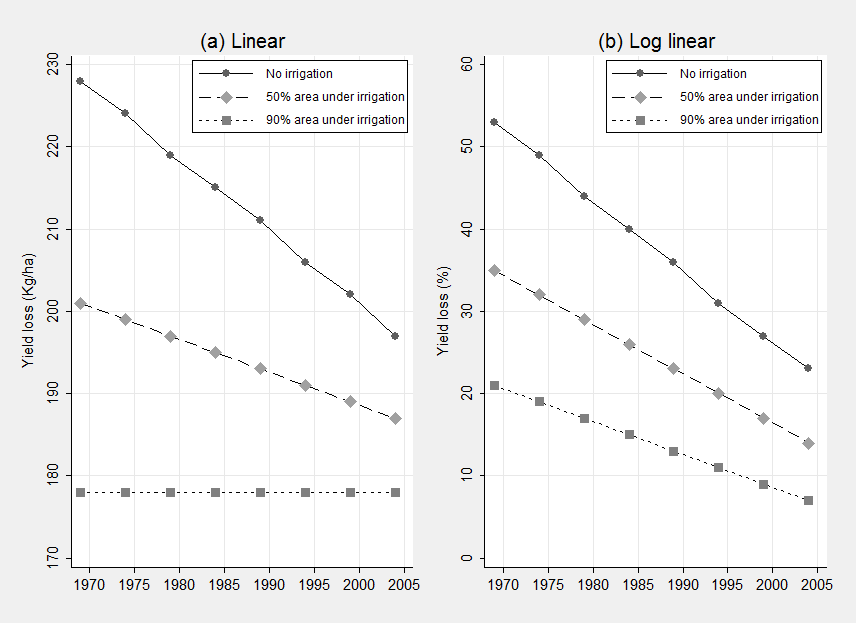 (a) Linear
Yield loss (Kg/ha)
230
220
210
200
190
180
170
No irrigation
50% area under irrigation
90% area under irrigation
1970 1975 1980 1985 1990 1995 2000 2005
(b) Log linear
Yield loss (%)
60
50
40
30
20
10
0
No irrigation
50% area under irrigation
90% area under irrigation
1970 1975 1980 1985 1990 1995 2000 2005